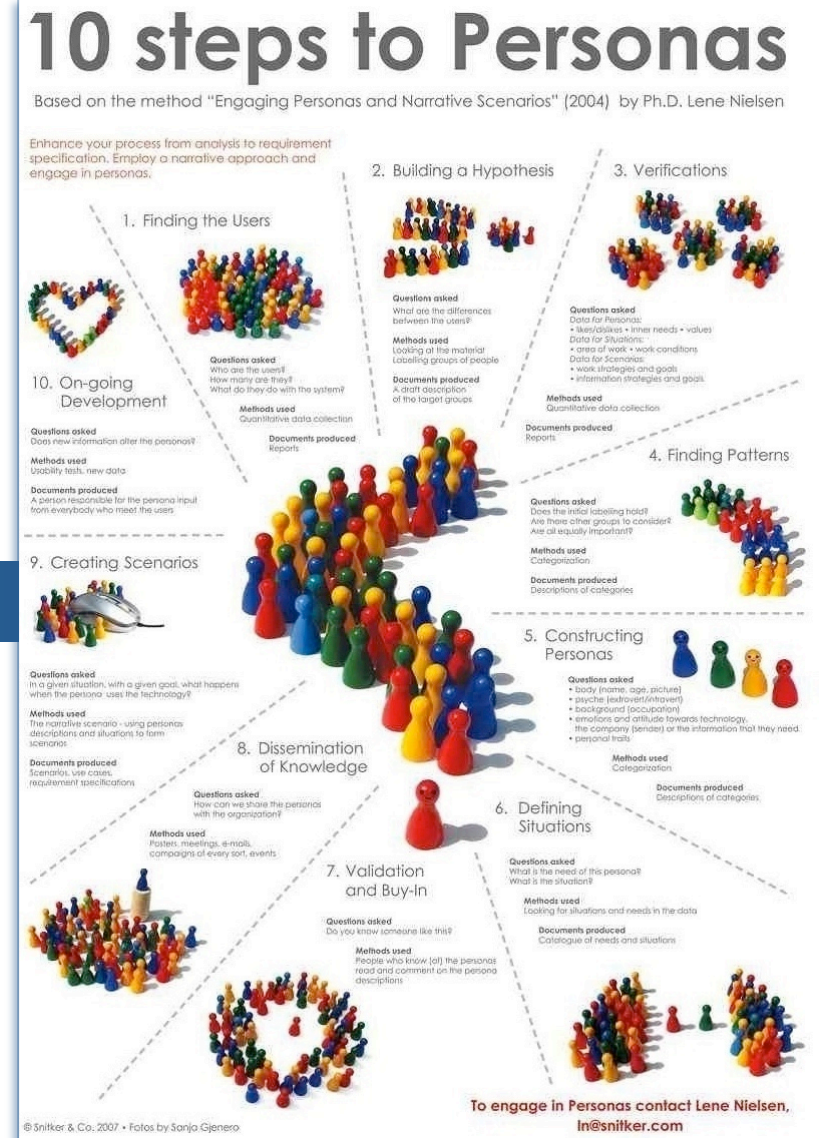 10 steps to Personas
Based on the method “Engaging Personas and Narrative Scenarios” (2004) by Ph.D. Lene Nielsen
Enhance your process from analysis to requirement
specification. Employ a narrative approach and
engage in personas.
1. Finding the Users
Questions asked
Who are the users?
How many are they?
What do they do with the system?
Methods used
Quantitative data collection
Documents produced
Reports
2. Building a Hypothesis
Questions asked
What are the differences
between the users?
Methods used
Looking at the material
Labelling groups of people
Documents produced
A draft description
of the target groups
3. Verifications
Questions asked
Data for Personas:
• likes/dislikes • inner needs • values
Data for Situations:
• area of work • work conditions
Data for Scenarios:
• work strategies and goals
• information strategies and goals
Methods used
Quantitative data collection
Documents produced
Reports
4. Finding Patterns
Questions asked
Does the initial labelling hold?
Are there other groups to consider?
Are all equally important?
Methods used
Categorization
Documents produced
Descriptions of categories
5. Constructing
Personas
Questions asked
• body (name, age, picture)
• psyche (extrovert/introvert)
• background (occupation)
• emotions and attitude towards technology,
the company (sender) or the information that they need
• personal traits
Methods used
Categorization
Documents produced
Descriptions of categories
6. Defining
Situations
Questions asked
What is the need of this persona?
What is the situation?
Methods used
Looking for situations and needs in the data
Documents produced
Catalogue of needs and situations
7. Validation
and Buy-In
Questions asked
Do you know someone like this?
Methods used
People who know (of) the personas
read and comment on the persona
descriptions
8. Dissemination
of Knowledge
Questions asked
How can we share the personas
with the organization?
Methods used
Posters, meetings, e-mails,
campaigns of every sort, events
9. Creating Scenarios
Questions asked
In a given situation, with a given goal, what happens
when the persona uses the technology?
Methods used
The narrative scenario - using personas
descriptions and situations to form
scenarios
Documents produced
Scenarios, use cases,
requirement specifications
10. On-going
Development
Questions asked
Does new information alter the personas?
Methods used
Usability tests, new data
Documents produced
A person responsible for the persona input
from everybody who meet the users
To engage in Personas contact Lene Nielsen,
ln@snitker.com
© Snitker & Co. 2007 • Fotos by Sanja Gjenero